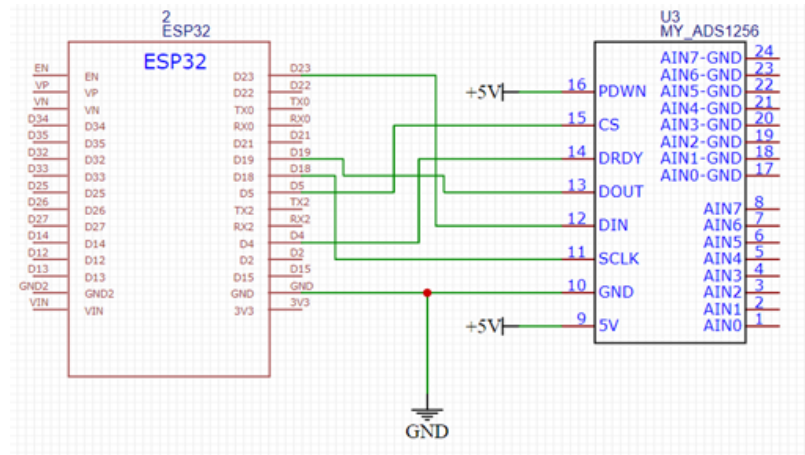 2
ESP32
ESP32
EN
VP
VN
D34
D35
D32
D33
D25
D26
D27
D14
D12
D13
GND2
VIN
EN
VP
VN
D34
D35
D32
D33
D25
D26
D27
D14
D12
D13
GND2
VIN
D23
D22
TX0
RX0
D21
D19
D18
D5
TX2
RX2
D4
D2
D15
GND
3V3
D23
D22
TX0
RX0
D21
D19
D18
D5
TX2
RX2
D4
D2
D15
GND
3V3
U3
MY_ADS1256
+5V 16 PDWN
15 CS
14 DRDY
13 DOUT
12 DIN
11 SCLK
10 GND
+5V 9 5V
AIN7-GND 24
AIN6-GND 23
AIN5-GND 22
AIN4-GND 21
AIN3-GND 20
AIN2-GND 19
AIN1-GND 18
AIN0-GND 17
AIN7 8
AIN6 7
AIN5 6
AIN4 5
AIN3 4
AIN2 3
AIN1 2
AIN0 1
GND